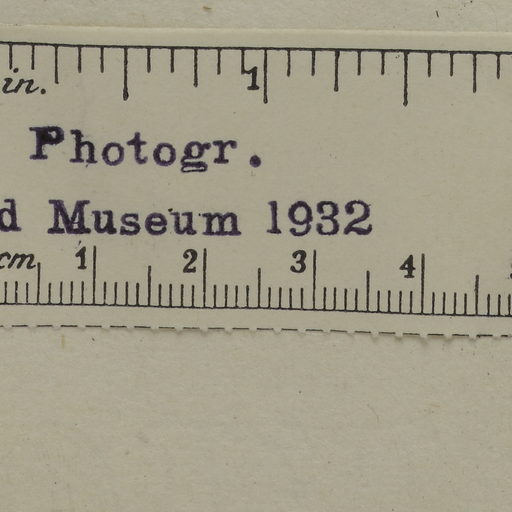 in. 1
Photogr.
d Museum 1932
cm 1 2 3 4